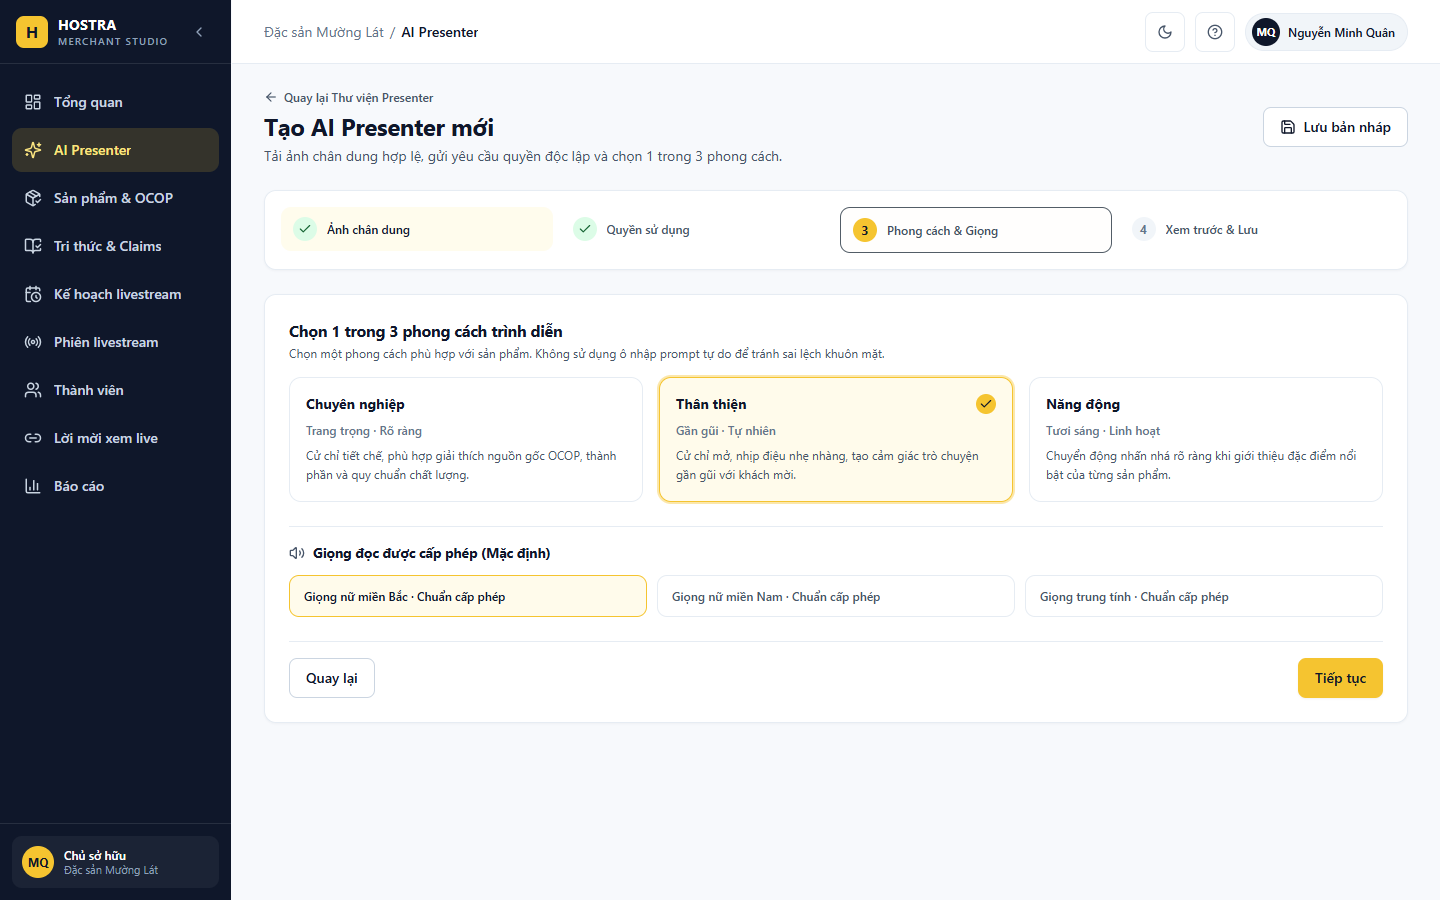 H
HOSTRA
MERCHANT STUDIO
Tổng quan
AI Presenter
Sản phẩm & OCOP
Tri thức & Claims
Kế hoạch livestream
Phiên livestream
Thành viên
Lời mời xem live
Báo cáo
MQ
Chủ sở hữu
Đặc sản Mường Lát
Đặc sản Mường Lát / AI Presenter
MQ Nguyễn Minh Quân
Quay lại Thư viện Presenter
Tạo AI Presenter mới
Tải ảnh chân dung hợp lệ, gửi yêu cầu quyền độc lập và chọn 1 trong 3 phong cách.
Lưu bản nháp
Ảnh chân dung
Quyền sử dụng
3 Phong cách & Giọng
4 Xem trước & Lưu
Chọn 1 trong 3 phong cách trình diễn
Chọn một phong cách phù hợp với sản phẩm. Không sử dụng ô nhập prompt tự do để tránh sai lệch khuôn mặt.
Chuyên nghiệp
Trang trọng · Rõ ràng
Cử chỉ tiết chế, phù hợp giải thích nguồn gốc OCOP, thành
phần và quy chuẩn chất lượng.
Thân thiện
Gần gũi · Tự nhiên
Cử chỉ mở, nhịp điệu nhẹ nhàng, tạo cảm giác trò chuyện
gần gũi với khách mời.
Năng động
Tươi sáng · Linh hoạt
Chuyển động nhấn nhá rõ ràng khi giới thiệu đặc điểm nổi
bật của từng sản phẩm.
Giọng đọc được cấp phép (Mặc định)
Giọng nữ miền Bắc · Chuẩn cấp phép
Giọng nữ miền Nam · Chuẩn cấp phép
Giọng trung tính · Chuẩn cấp phép
Quay lại
Tiếp tục